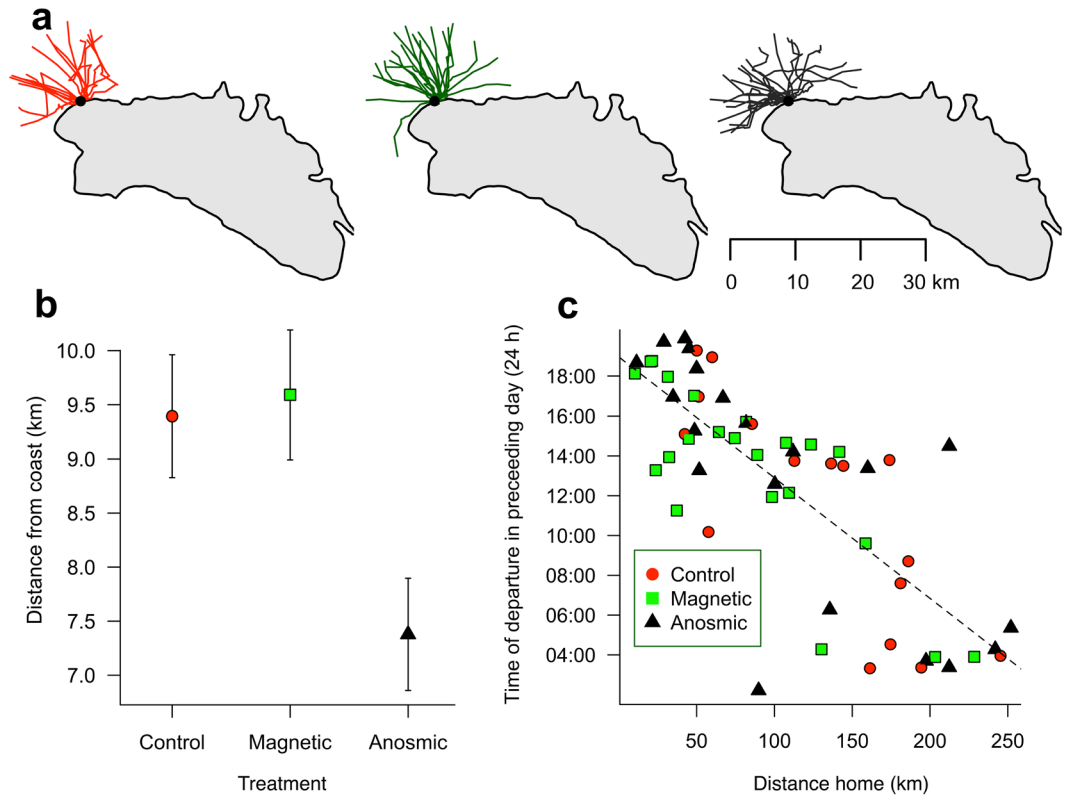 a
0 10 20 30 km
b
c
Distance from coast (km)
10.0
9.5
9.0
8.5
8.0
7.5
7.0
Control Magnetic Anosmic
Treatment
Time of departure in preceeding day (24 h)
18:00
16:00
14:00
12:00
10:00
08:00
06:00
04:00
Control
Magnetic
Anosmic
50 100 150 200 250
Distance home (km)